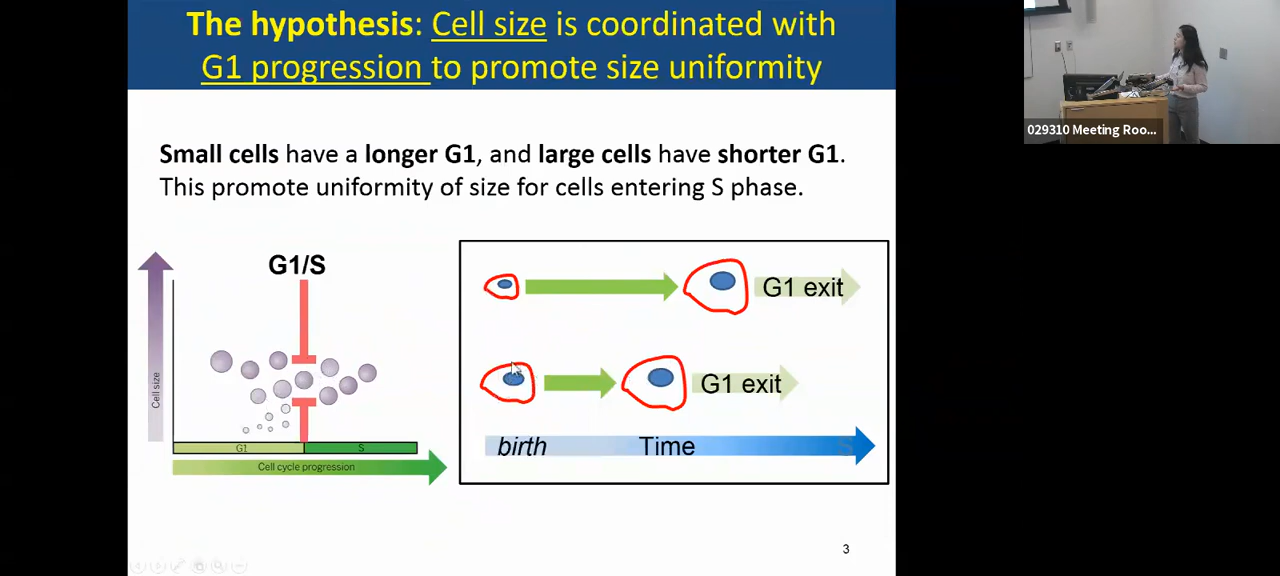 The hypothesis: Cell size is coordinated with
G1 progression to promote size uniformity
029310 Meeting Roo...
Small cells have a longer G1, and large cells have shorter G1.
This promote uniformity of size for cells entering S phase.
G1/S
Cell size
G1
S
Cell cycle progression
G1 exit
G1 exit
birth
Time
S
3